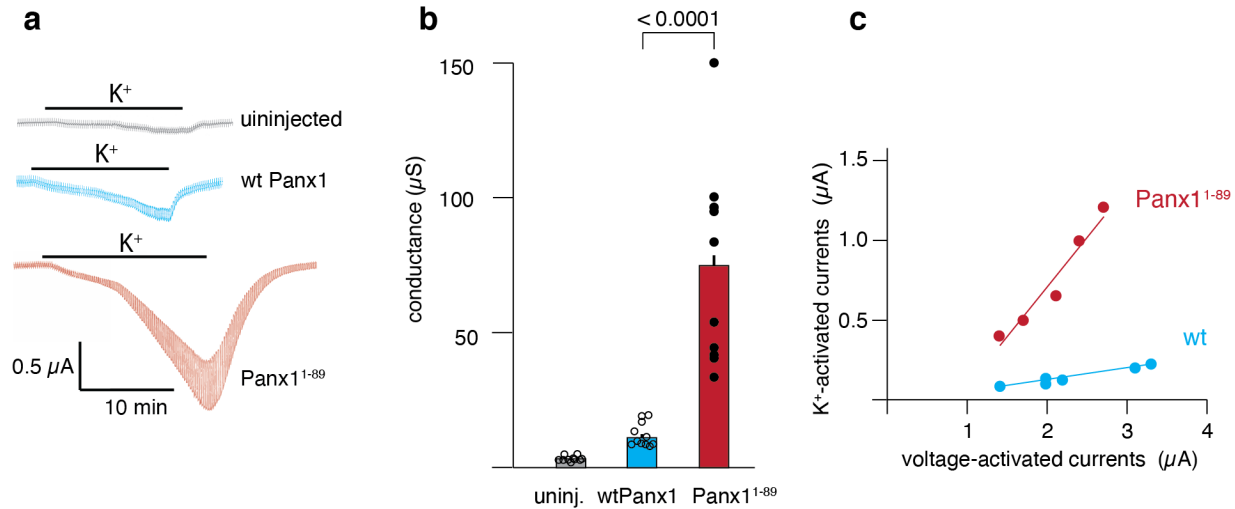 a
K⁺
uininjected
K⁺
wt Panx1
K⁺
0.5 µA
10 min
Panx1¹⁻⁸⁹
b
< 0.0001
conductance (µS)
150
100
50
uninj.
wtPanx1
Panx1¹⁻⁸⁹
c
K⁺-activated currents (µA)
1.5
1.0
0.5
Panx1¹⁻⁸⁹
wt
1
2
3
4
voltage-activated currents (µA)